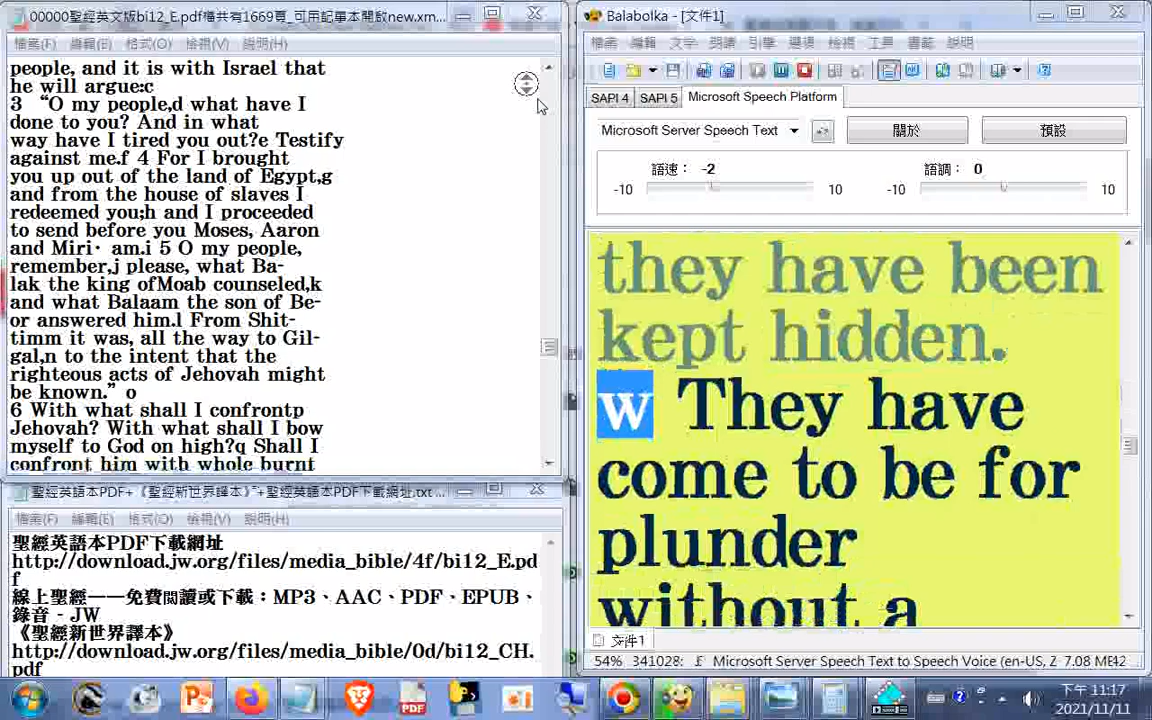 00000聖經英文版bi12_E.pdf檔共有1669頁_可用記事本開啟new.xm...
檔案(F) 編輯(E) 格式(O) 檢視(V) 說明(H)
people, and it is with Israel that
he will argue:c
3 “O my people,d what have I
done to you? And in what
way have I tired you out?e Testify
against me.f 4 For I brought
you up out of the land of Egypt,g
and from the house of slaves I
redeemed you;h and I proceeded
to send before you Moses, Aaron
and Miri· am.i 5 O my people,
remember,j please, what Ba-
lak the king ofMoab counseled,k
and what Balaam the son of Be-
or answered him.l From Shit-
timm it was, all the way to Gil-
gal,n to the intent that the
righteous acts of Jehovah might
be known.” o
6 With what shall I confrontp
Jehovah? With what shall I bow
myself to God on high?q Shall I
confront him with whole burnt
聖經英語本PDF+《聖經新世界譯本》"+聖經英語本PDF下載網址.txt ...
檔案(F) 編輯(E) 格式(O) 檢視(V) 說明(H)
聖經英語本PDF下載網址
http://download.jw.org/files/media_bible/4f/bi12_E.pd
f
線上聖經——免費閱讀或下載：MP3、AAC、PDF、EPUB、
錄音 - JW
《聖經新世界譯本》
http://download.jw.org/files/media_bible/0d/bi12_CH.
pdf
Balabolka - [文件1]
檔案 編輯 文字 朗讀 引擎 選項 檢視 工具 書籤 說明
SAPI 4 SAPI 5 Microsoft Speech Platform
Microsoft Server Speech Text 關於 預設
語速： -2 語調： 0
-10 10 -10 10
they have been
kept hidden.
w They have
come to be for
plunder
without a
文件1
54% 341028: Microsoft Server Speech Text to Speech Voice (en-US, Z 7.08 ME42
PDF
下午 11:17
2021/11/11